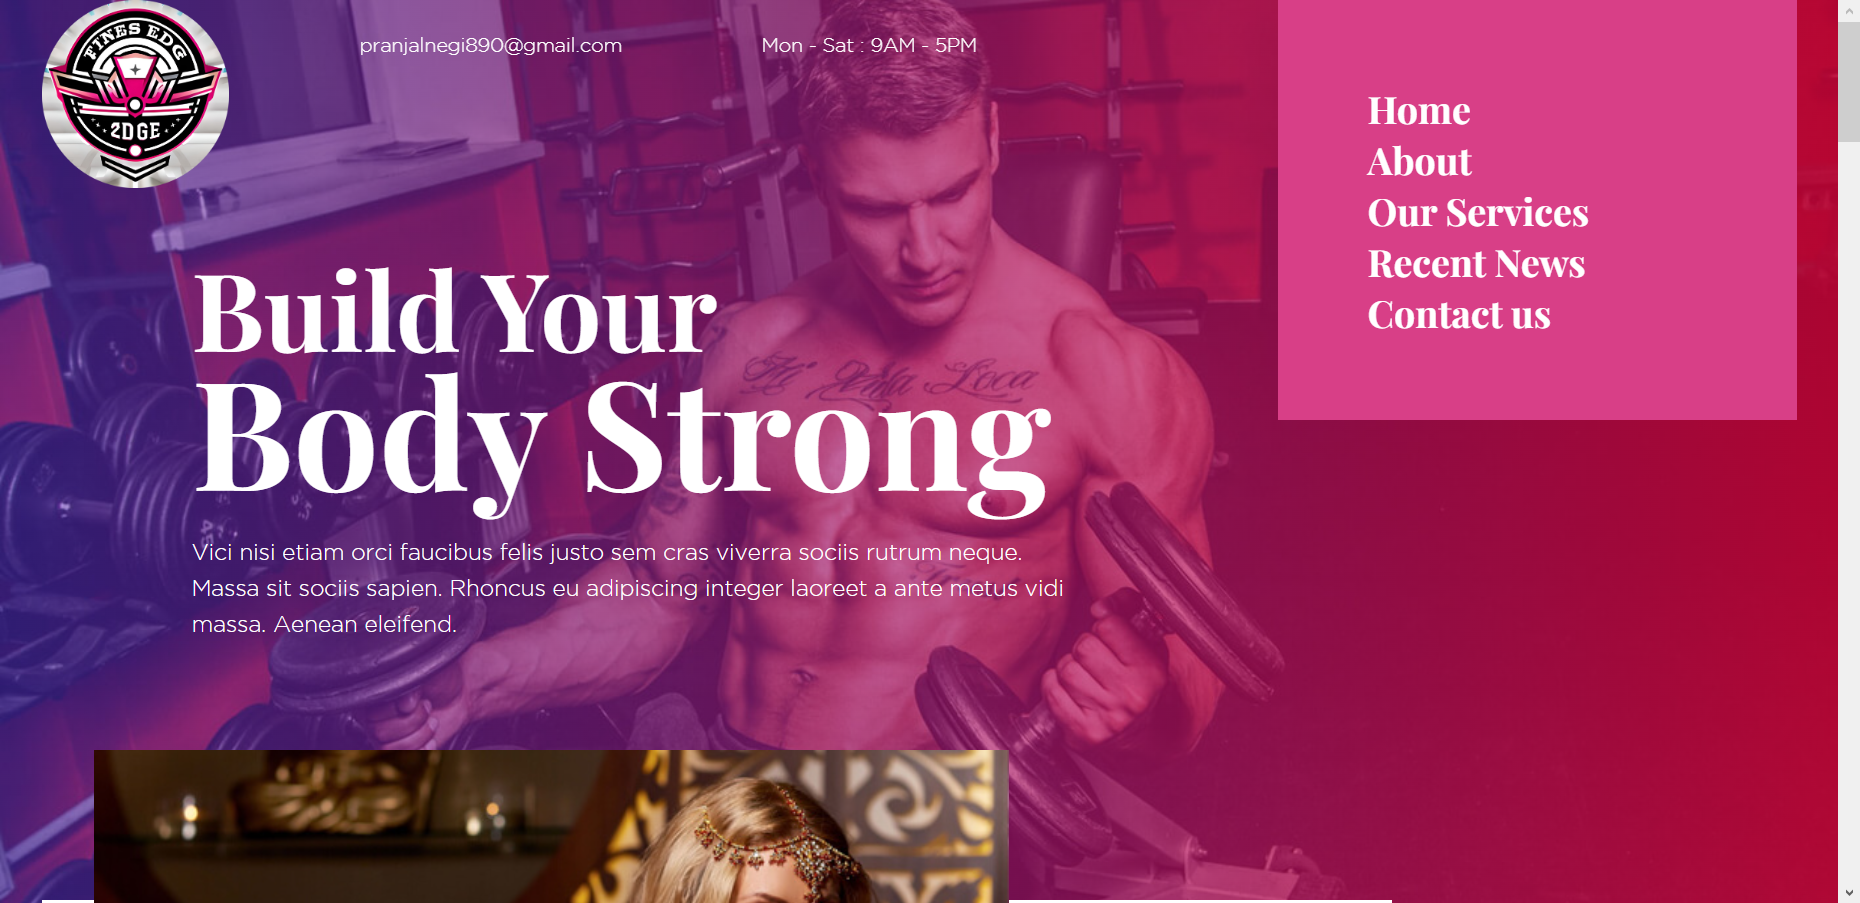 FINES EDG
2DGE
pranjalnegi890@gmail.com
Mon - Sat : 9AM - 5PM
Home
About
Our Services
Recent News
Contact us
Build Your
Body Strong
Vici nisi etiam orci faucibus felis justo sem cras viverra sociis rutrum neque.
Massa sit sociis sapien. Rhoncus eu adipiscing integer laoreet a ante metus vidi
massa. Aenean eleifend.